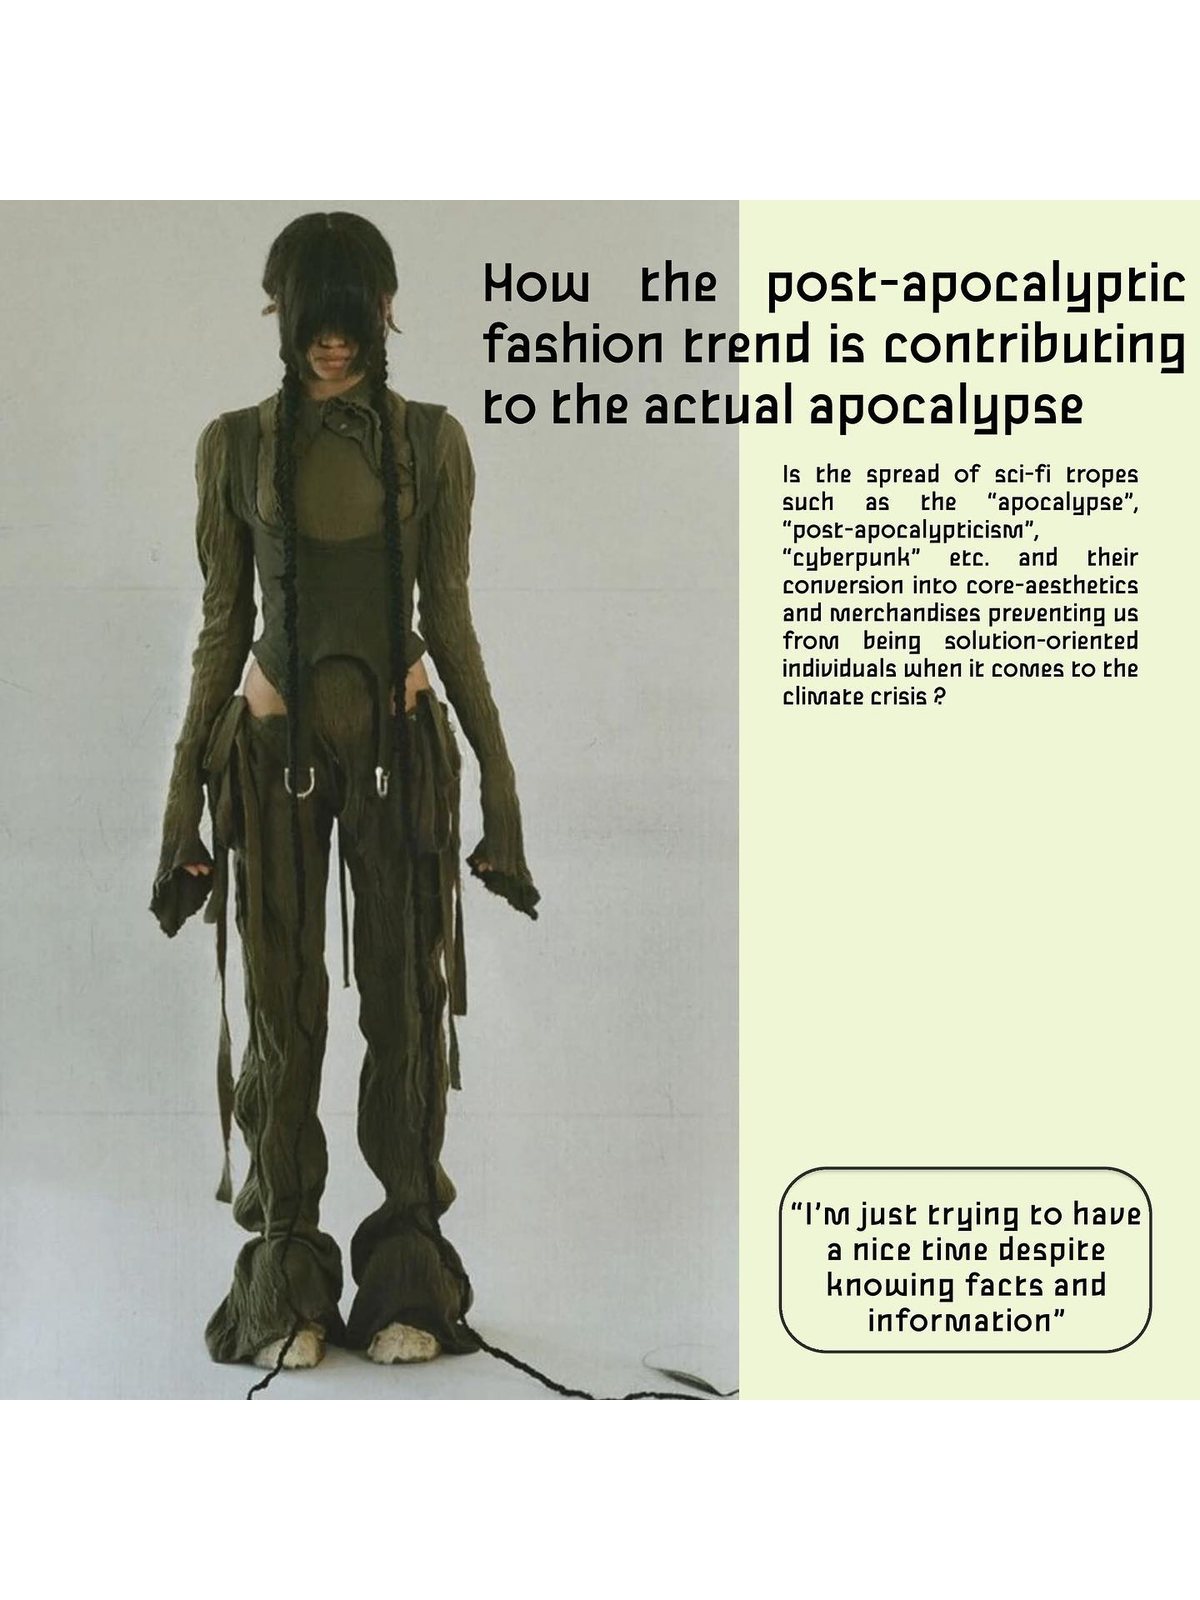 How the post-apocalyptic
fashion trend is contributing
to the actual apocalypse
Is the spread of sci-fi tropes
such as the “apocalypse”,
“post-apocalypticism”,
“cyberpunk” etc. and their
conversion into core-aesthetics
and merchandises preventing us
from being solution-oriented
individuals when it comes to the
climate crisis ?
“I’m just trying to have
a nice time despite
knowing facts and
information”